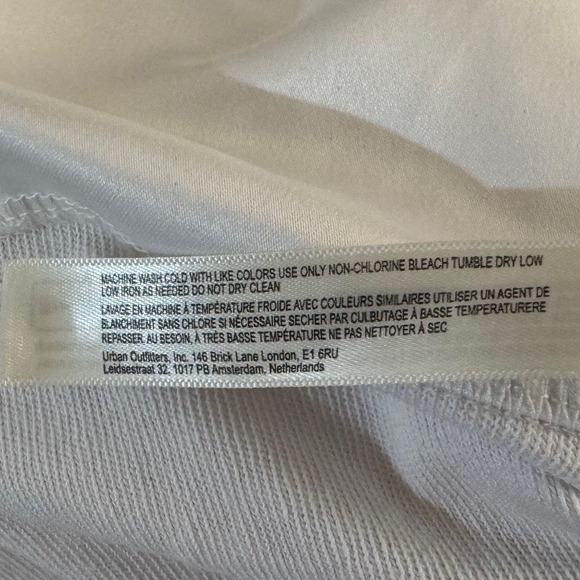 MACHINE WASH COLD WITH LIKE COLORS USE ONLY NON-CHLORINE BLEACH TUMBLE DRY LOW
LOW IRON AS NEEDED DO NOT DRY CLEAN
LAVAGE EN MACHINE À TEMPÉRATURE FROIDE AVEC COULEURS SIMILAIRES UTILISER UN AGENT DE
BLANCHIMENT SANS CHLORE SI NÉCESSAIRE SECHER PAR CULBUTAGE À BASSE TEMPERATURERE
REPASSER. AU BESOIN, À TRÉS BASSE TEMPÉRATURE NE PAS NETTOYER À SEC
Urban Outfitters, Inc. 146 Brick Lane London, E1 6RU
Leidsestraat 32, 1017 PB Amsterdam, Netherlands